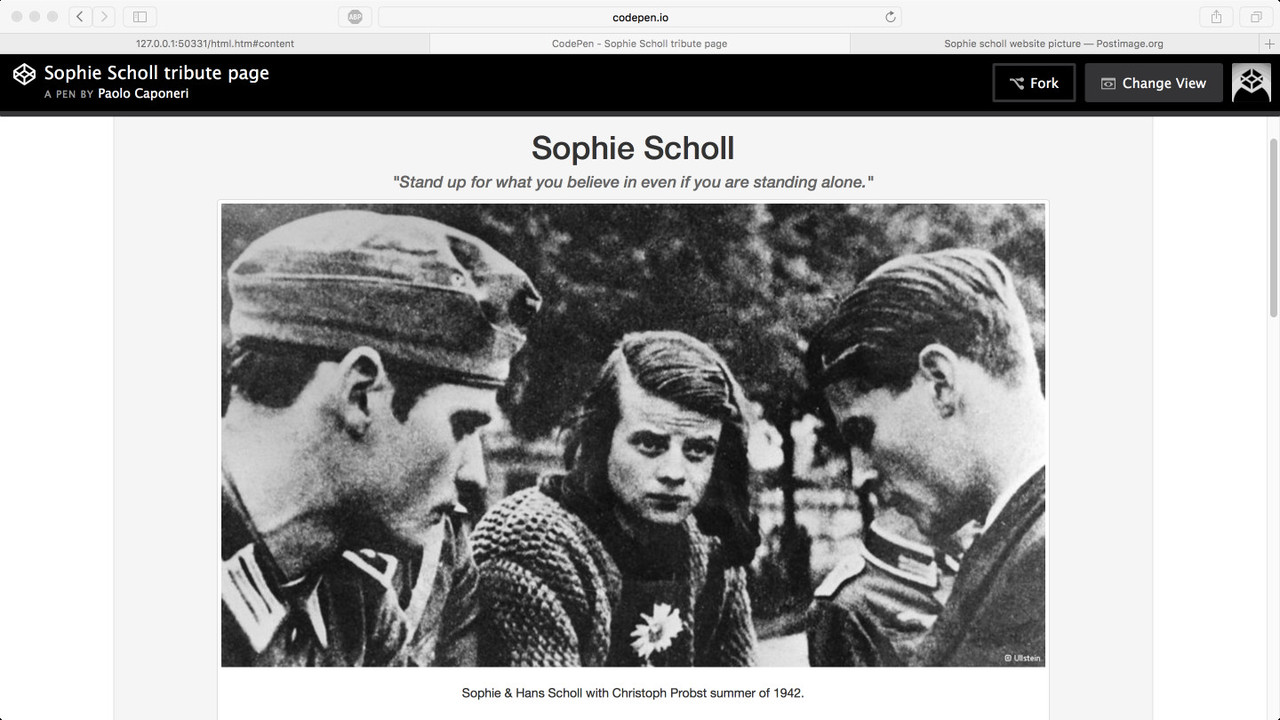 codepen.io
ABP
127.0.0.1:50331/html.htm#content
CodePen - Sophie Scholl tribute page
Sophie scholl website picture — Postimage.org
Sophie Scholl tribute page
A PEN BY Paolo Caponeri
Fork
Change View
Sophie Scholl
"Stand up for what you believe in even if you are standing alone."
© Ullstein
Sophie & Hans Scholl with Christoph Probst summer of 1942.